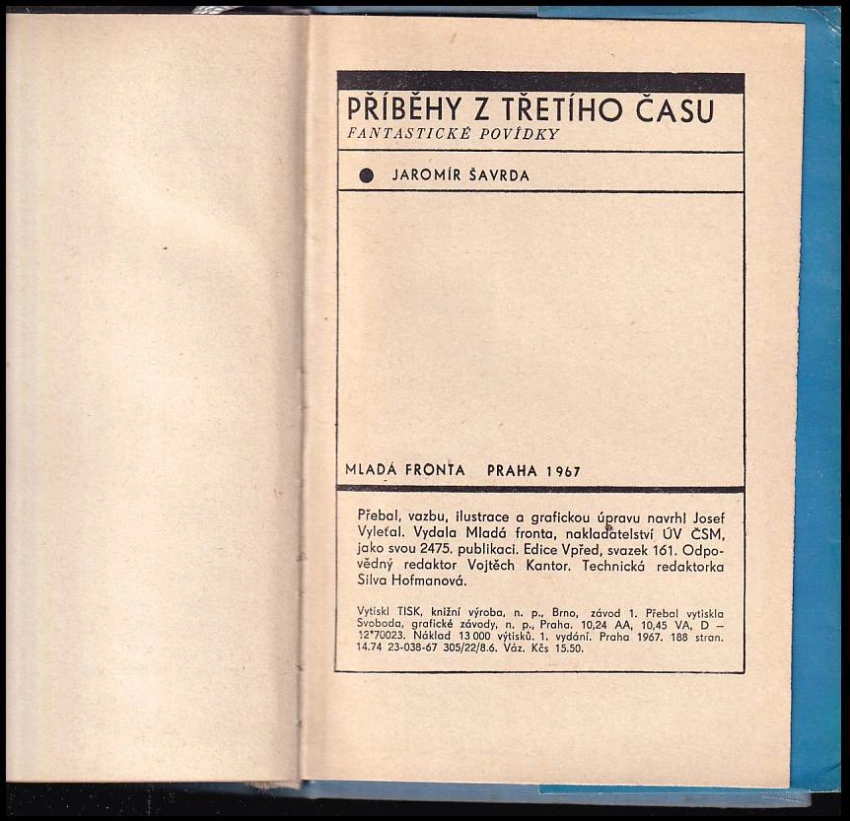 PŘÍBĚHY Z TŘETÍHO ČASU
FANTASTICKÉ POVÍDKY
● JAROMÍR ŠAVRDA
MLADÁ FRONTA PRAHA 1967
Přebal, vazbu, ilustrace a grafickou úpravu navrhl Josef
Vyleťal. Vydala Mladá fronta, nakladatelství ÚV ČSM,
jako svou 2475. publikaci. Edice Vpřed, svazek 161. Odpo-
vědný redaktor Vojtěch Kantor. Technická redaktorka
Silva Hofmanová.
Vytiskl TISK, knižní výroba, n. p., Brno, závod 1. Přebal vytiskla
Svoboda, grafické závody, n. p., Praha. 10,24 AA, 10,45 VA, D –
12*70023. Náklad 13 000 výtisků. 1. vydání. Praha 1967. 188 stran.
14.74 23-038-67 305/22/8.6. Váz. Kčs 15.50.